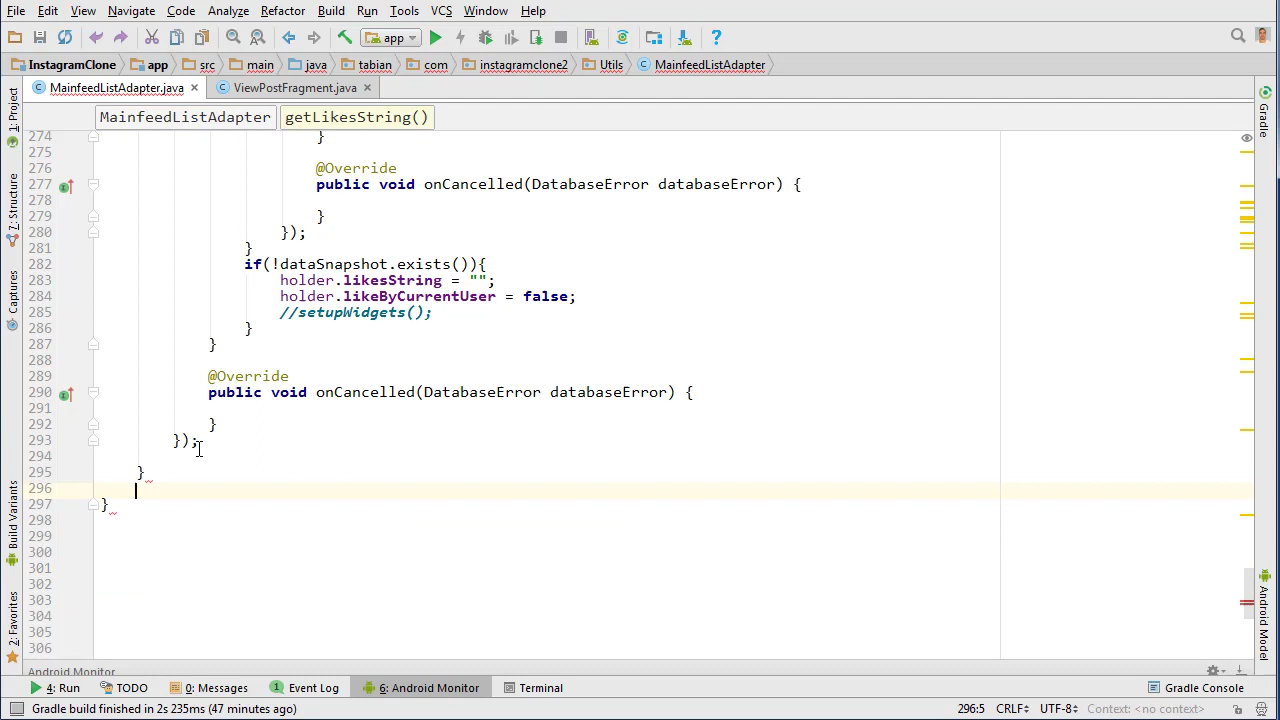 File Edit View Navigate Code Analyze Refactor Build Run Tools VCS Window Help
app
InstagramClone app src main java tabian com instagramclone2 Utils MainfeedListAdapter
MainfeedListAdapter.java ViewPostFragment.java
MainfeedListAdapter getLikesString()
274 }
275
276 @Override
277 public void onCancelled(DatabaseError databaseError) {
278
279 }
280 });
281 }
282 if(!dataSnapshot.exists()){
283 holder.likesString = "";
284 holder.likeByCurrentUser = false;
285 //setupWidgets();
286 }
287 }
288
289 @Override
290 public void onCancelled(DatabaseError databaseError) {
291
292 }
293 });
294
295 }
296
297 }
298
299
300
301
302
303
304
305
306
1: Project
7: Structure
Captures
Build Variants
2: Favorites
Gradle
Android Model
Android Monitor
4: Run TODO 0: Messages 1 Event Log 6: Android Monitor Terminal Gradle Console
Gradle build finished in 2s 235ms (47 minutes ago) 296:5 CRLF UTF-8 Context: <no context>